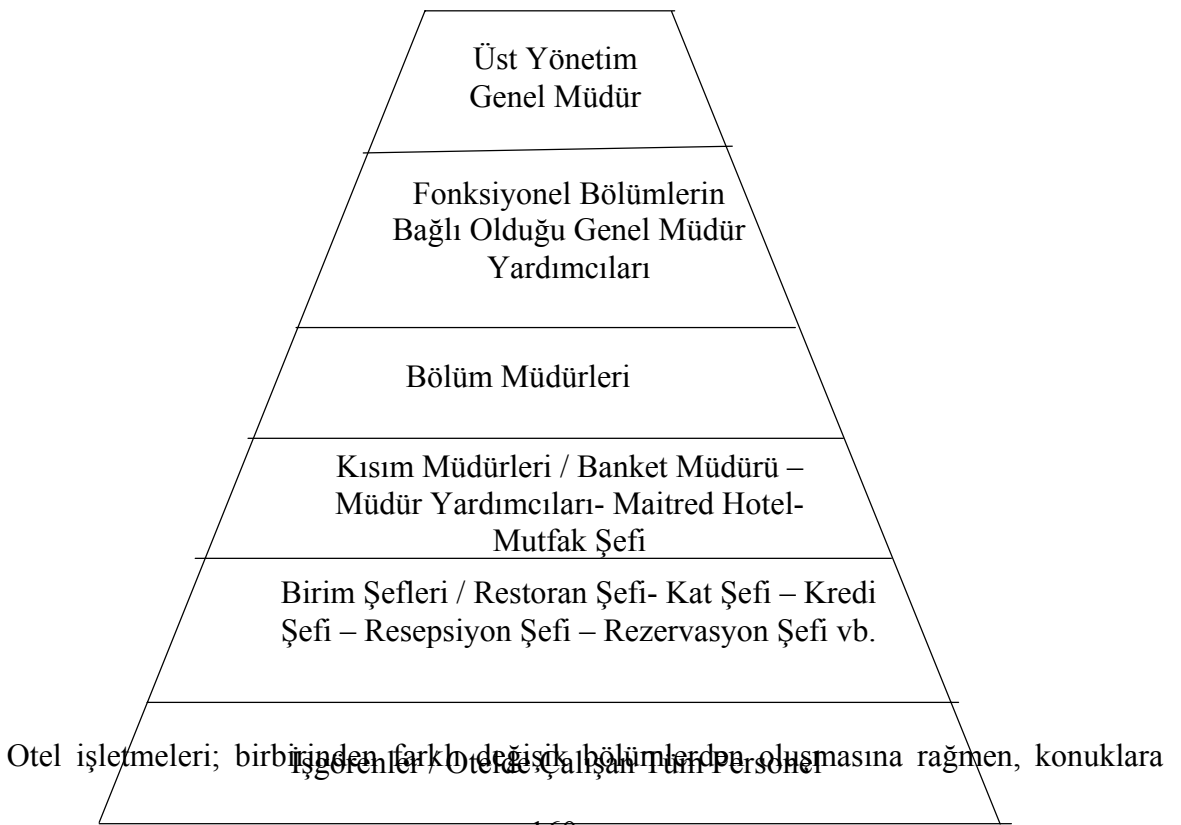 Üst Yönetim
Genel Müdür
Fonksiyonel Bölümlerin
Bağlı Olduğu Genel Müdür
Yardımcıları
Bölüm Müdürleri
Kısım Müdürleri / Banket Müdürü –
Müdür Yardımcıları- Maitred Hotel-
Mutfak Şefi
Birim Şefleri / Restoran Şefi- Kat Şefi – Kredi
Şefi – Resepsiyon Şefi – Rezervasyon Şefi vb.
Otel işletmeleri; birbirinden farklı değişik bölümlerden oluşmasına rağmen, konuklara
İşgörenler / Otelde Çalışan Tüm Personel